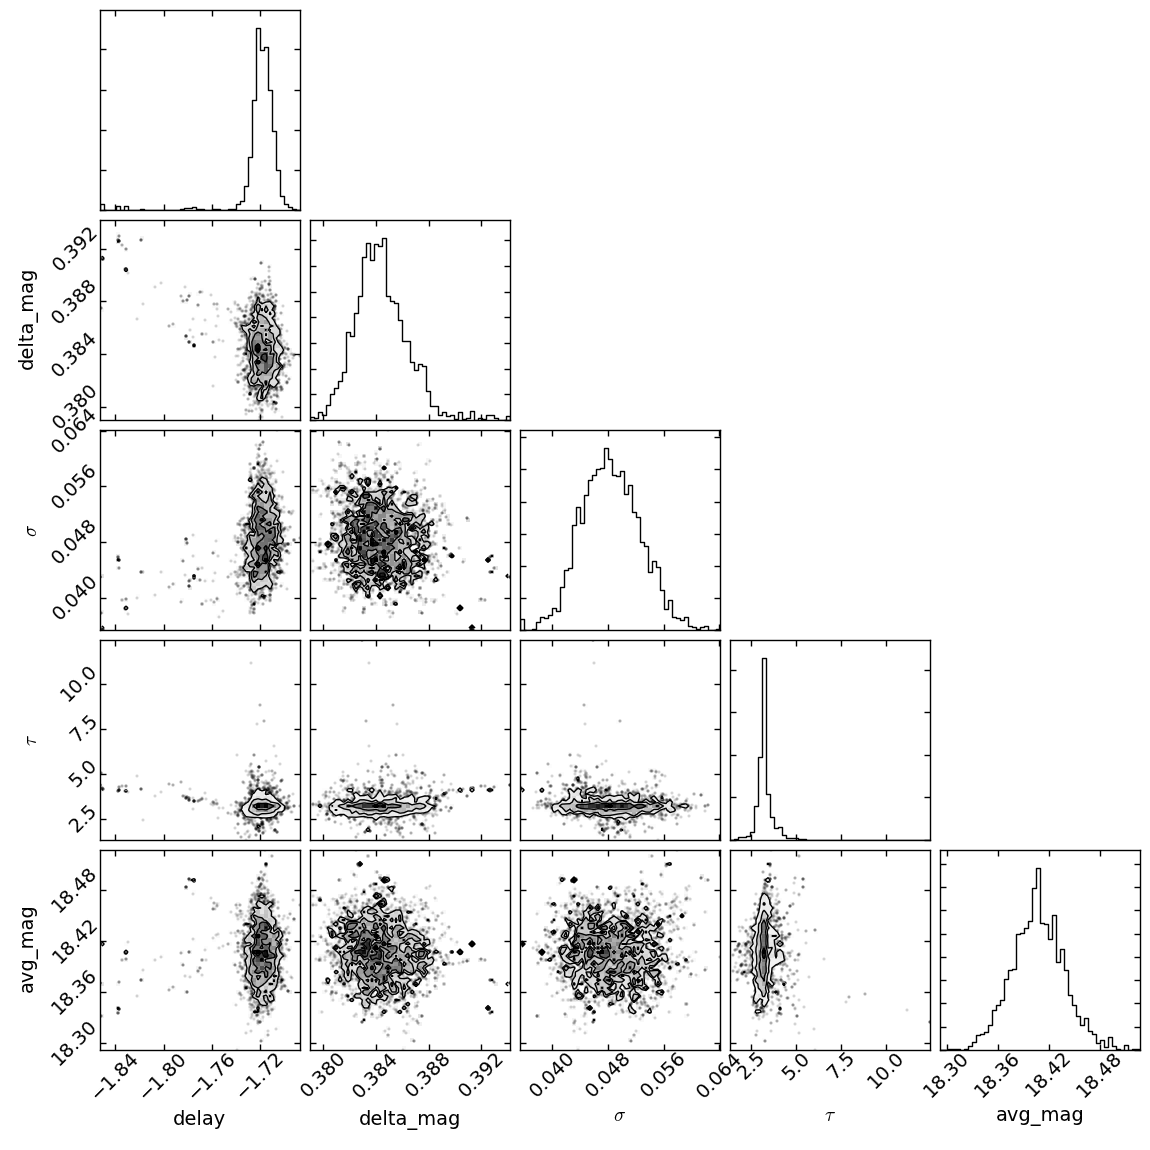 0.392
0.388
0.384
0.380
delta_mag
0.064
0.056
0.048
0.040
σ
10.0
7.5
5.0
2.5
τ
18.48
18.42
18.36
18.30
avg_mag
−1.84 −1.80 −1.76 −1.72
delay
0.380 0.384 0.388 0.392
delta_mag
0.040 0.048 0.056 0.064
σ
2.5 5.0 7.5 10.0
τ
18.30 18.36 18.42 18.48
avg_mag